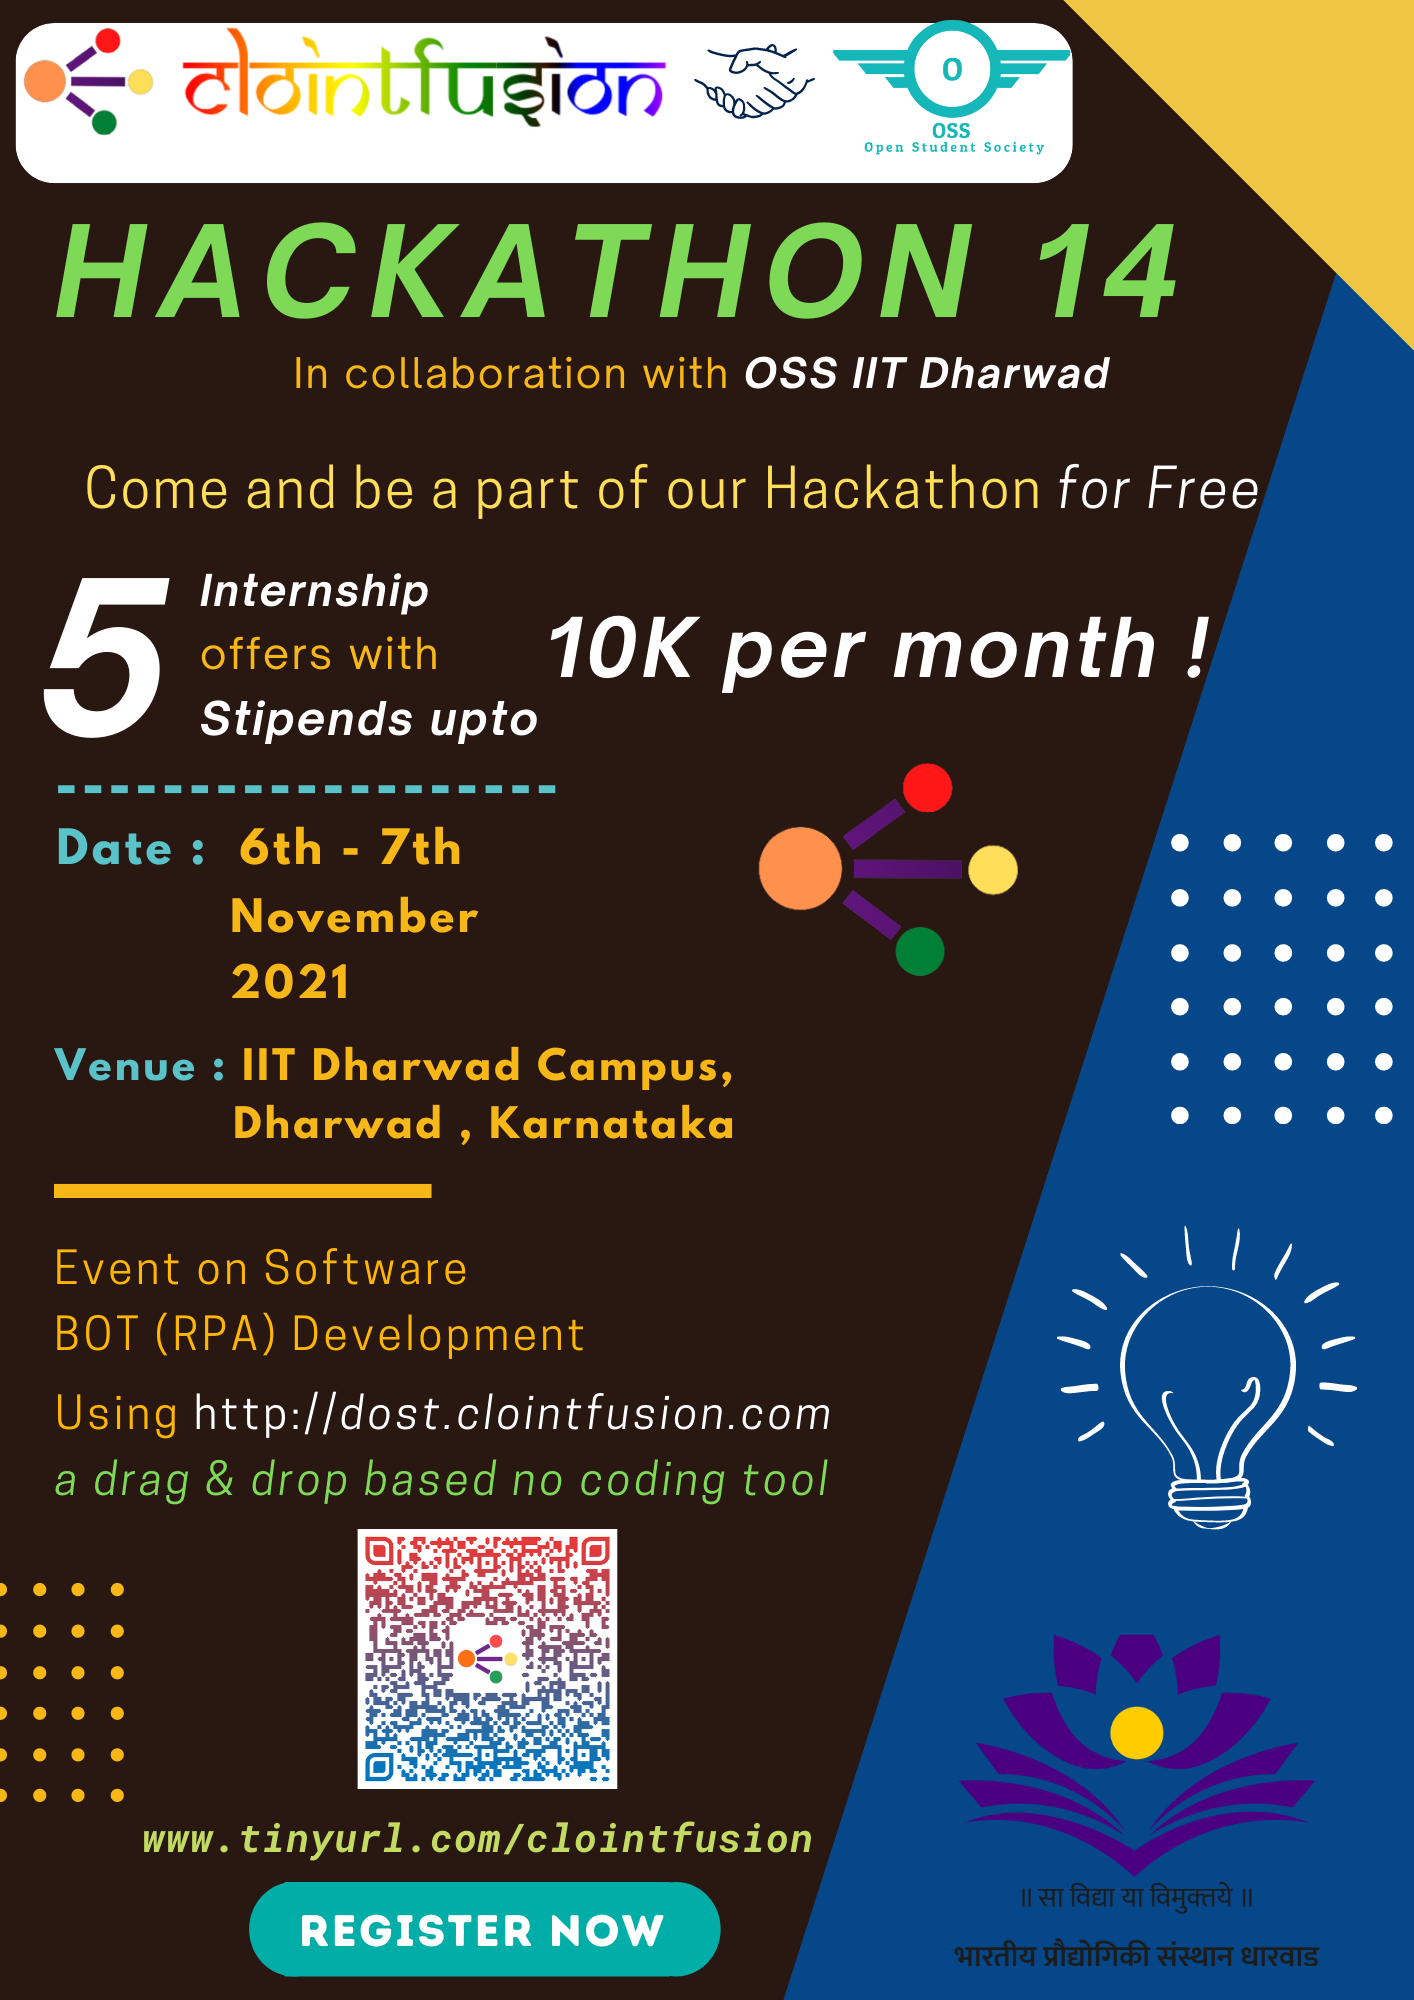 clointfusion
O
OSS
Open Student Society
HACKATHON 14
In collaboration with OSS IIT Dharwad
Come and be a part of our Hackathon for Free
5
Internship
offers with
Stipends upto
10K per month !
Date : 6th - 7th
November
2021
Venue : IIT Dharwad Campus,
Dharwad , Karnataka
Event on Software
BOT (RPA) Development
Using http://dost.clointfusion.com
a drag & drop based no coding tool
www.tinyurl.com/clointfusion
REGISTER NOW
॥ सा विद्या या विमुक्तये ॥
भारतीय प्रौद्योगिकी संस्थान धारवाड